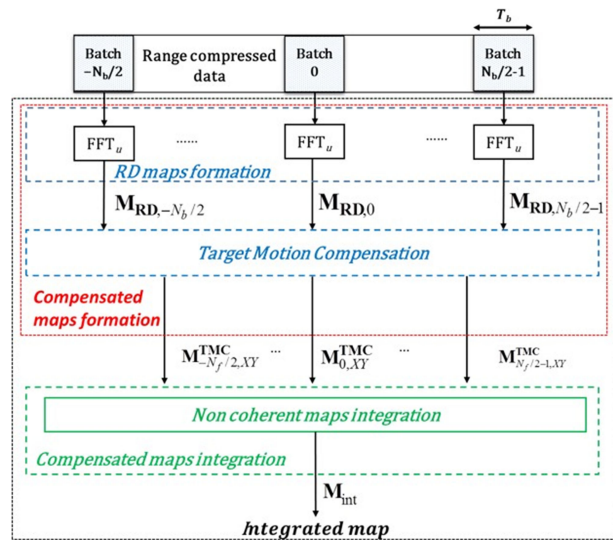 T_b
Batch −N_b/2
Range compressed data
Batch 0
Batch N_b/2-1
FFT_u ...... FFT_u ...... FFT_u
RD maps formation
M_RD,−N_b/2
M_RD,0
M_RD,N_b/2−1
Target Motion Compensation
Compensated
maps formation
M^TMC_−N_f/2,XY ... M^TMC_0,XY ... M^TMC_N_f/2−1,XY
Non coherent maps integration
Compensated maps integration
M_int
Integrated map